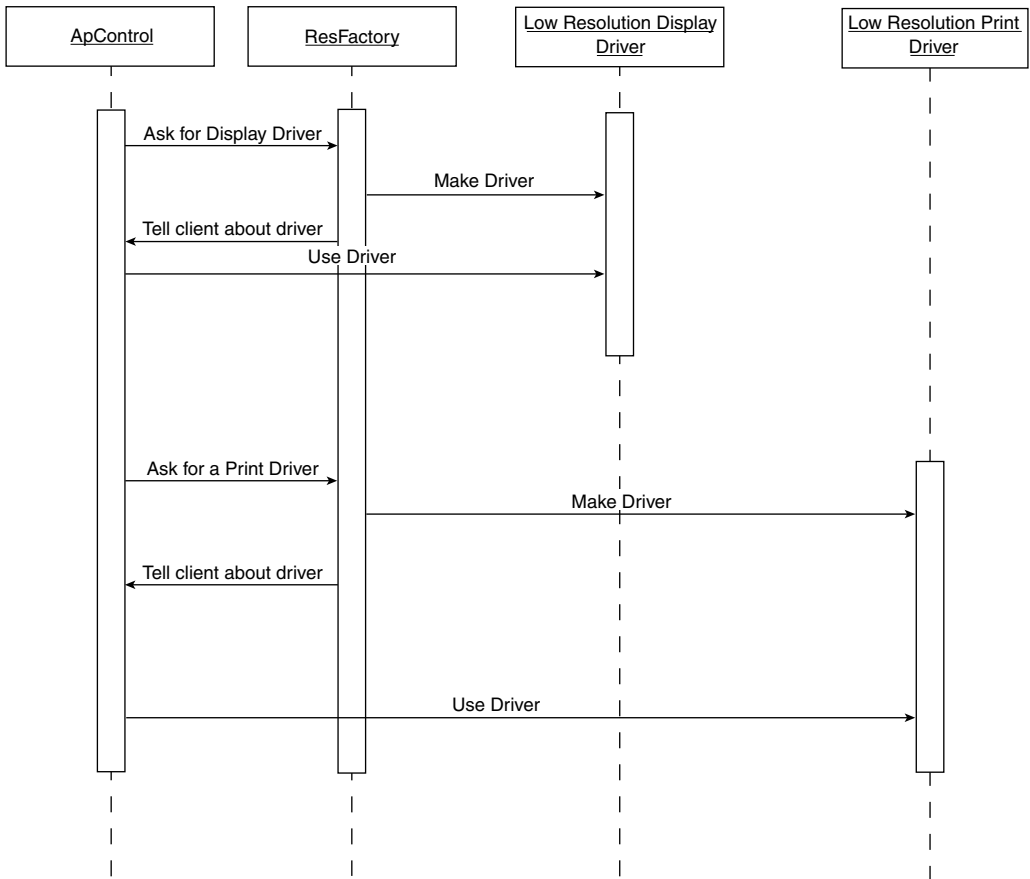 ApControl
ResFactory
Low Resolution Display
Driver
Low Resolution Print
Driver
Ask for Display Driver
Make Driver
Tell client about driver
Use Driver
Ask for a Print Driver
Make Driver
Tell client about driver
Use Driver